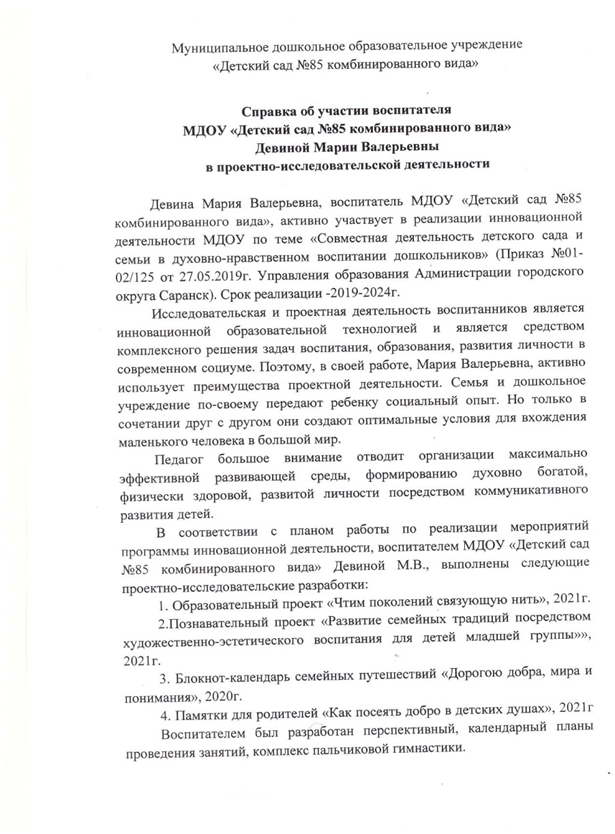 Муниципальное дошкольное образовательное учреждение
«Детский сад №85 комбинированного вида»
Справка об участии воспитателя
МДОУ «Детский сад №85 комбинированного вида»
Девиной Марии Валерьевны
в проектно-исследовательской деятельности
Девина Мария Валерьевна, воспитатель МДОУ «Детский сад №85
комбинированного вида», активно участвует в реализации инновационной
деятельности МДОУ по теме «Совместная деятельность детского сада и
семьи в духовно-нравственном воспитании дошкольников» (Приказ №01-
02/125 от 27.05.2019г. Управления образования Администрации городского
округа Саранск). Срок реализации -2019-2024г.
Исследовательская и проектная деятельность воспитанников является
инновационной образовательной технологией и является средством
комплексного решения задач воспитания, образования, развития личности в
современном социуме. Поэтому, в своей работе, Мария Валерьевна, активно
использует преимущества проектной деятельности. Семья и дошкольное
учреждение по-своему передают ребенку социальный опыт. Но только в
сочетании друг с другом они создают оптимальные условия для вхождения
маленького человека в большой мир.
Педагог большое внимание отводит организации максимально
эффективной развивающей среды, формированию духовно богатой,
физически здоровой, развитой личности посредством коммуникативного
развития детей.
В соответствии с планом работы по реализации мероприятий
программы инновационной деятельности, воспитателем МДОУ «Детский сад
№85 комбинированного вида» Девиной М.В., выполнены следующие
проектно-исследовательские разработки:
1. Образовательный проект «Чтим поколений связующую нить», 2021г.
2.Познавательный проект «Развитие семейных традиций посредством
художественно-эстетического воспитания для детей младшей группы»»,
2021г.
3. Блокнот-календарь семейных путешествий «Дорогою добра, мира и
понимания», 2020г.
4. Памятки для родителей «Как посеять добро в детских душах», 2021г
Воспитателем был разработан перспективный, календарный планы
проведения занятий, комплекс пальчиковой гимнастики.